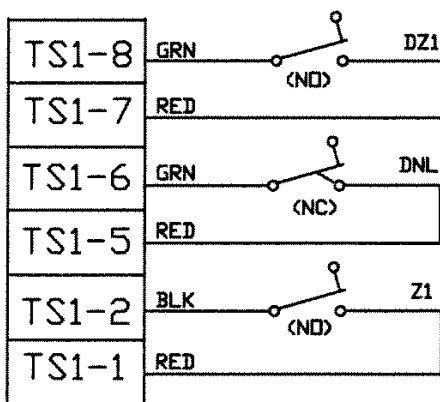 TS1-8 GRN (NO) DZ1
TS1-7 RED
TS1-6 GRN (NC) DNL
TS1-5 RED
TS1-2 BLK (NO) Z1
TS1-1 RED